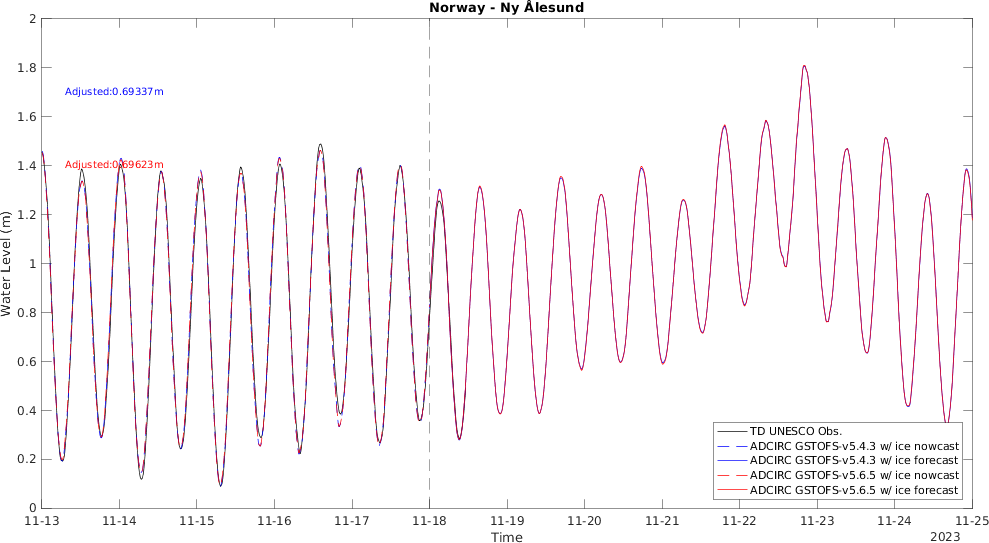 Norway - Ny Ålesund
2
1.8
1.6
1.4
1.2
1
0.8
0.6
0.4
0.2
0
Water Level (m)
Adjusted:0.69337m
Adjusted:0.69623m
TD UNESCO Obs.
ADCIRC GSTOFS-v5.4.3 w/ ice nowcast
ADCIRC GSTOFS-v5.4.3 w/ ice forecast
ADCIRC GSTOFS-v5.6.5 w/ ice nowcast
ADCIRC GSTOFS-v5.6.5 w/ ice forecast
11-13 11-14 11-15 11-16 11-17 11-18 11-19 11-20 11-21 11-22 11-23 11-24 11-25
Time
2023